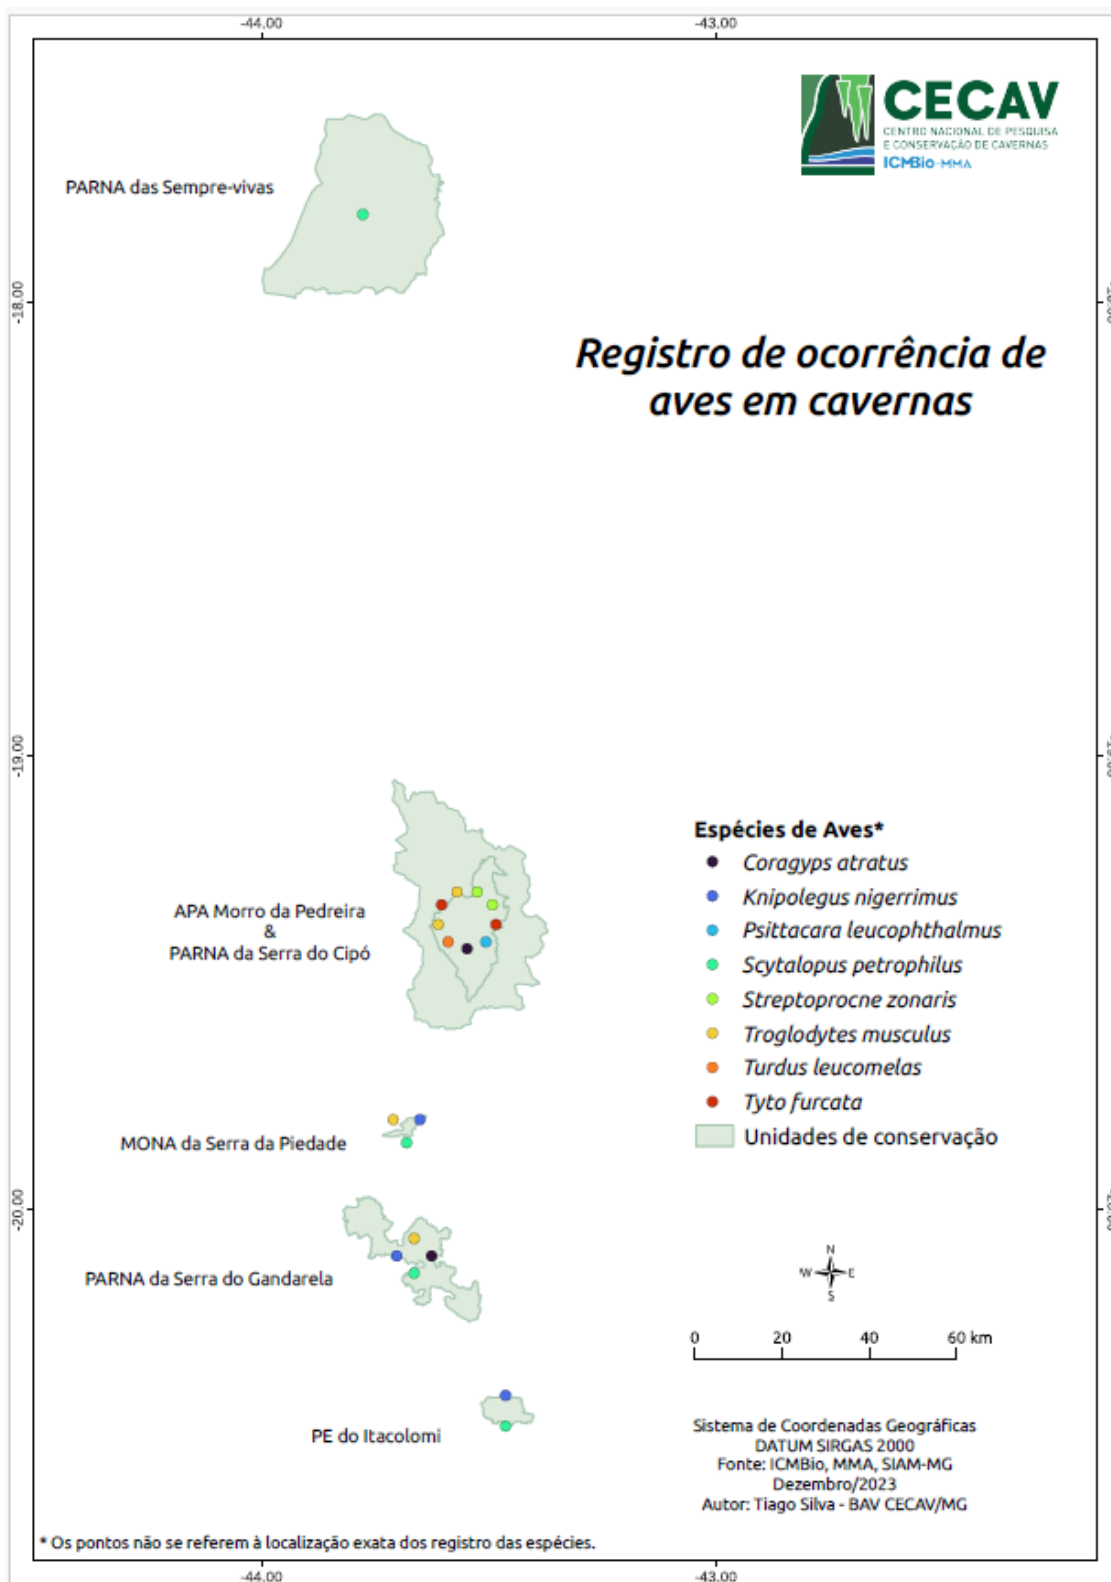 -44.00
-43.00
CECAV
CENTRO NACIONAL DE PESQUISA
E CONSERVAÇÃO DE CAVERNAS
ICMBio-MMA
PARNA das Sempre-vivas
-18.00
Registro de ocorrência de
aves em cavernas
-19.00
Espécies de Aves*
Coragyps atratus
Knipolegus nigerrimus
Psittacara leucophthalmus
Scytalopus petrophilus
Streptoprocne zonaris
Troglodytes musculus
Turdus leucomelas
Tyto furcata
Unidades de conservação
APA Morro da Pedreira
&
PARNA da Serra do Cipó
MONA da Serra da Piedade
-20.00
PARNA da Serra do Gandarela
N
W E
S
0 20 40 60 km
PE do Itacolomi
Sistema de Coordenadas Geográficas
DATUM SIRGAS 2000
Fonte: ICMBio, MMA, SIAM-MG
Dezembro/2023
Autor: Tiago Silva - BAV CECAV/MG
* Os pontos não se referem à localização exata dos registro das espécies.
-44.00
-43.00